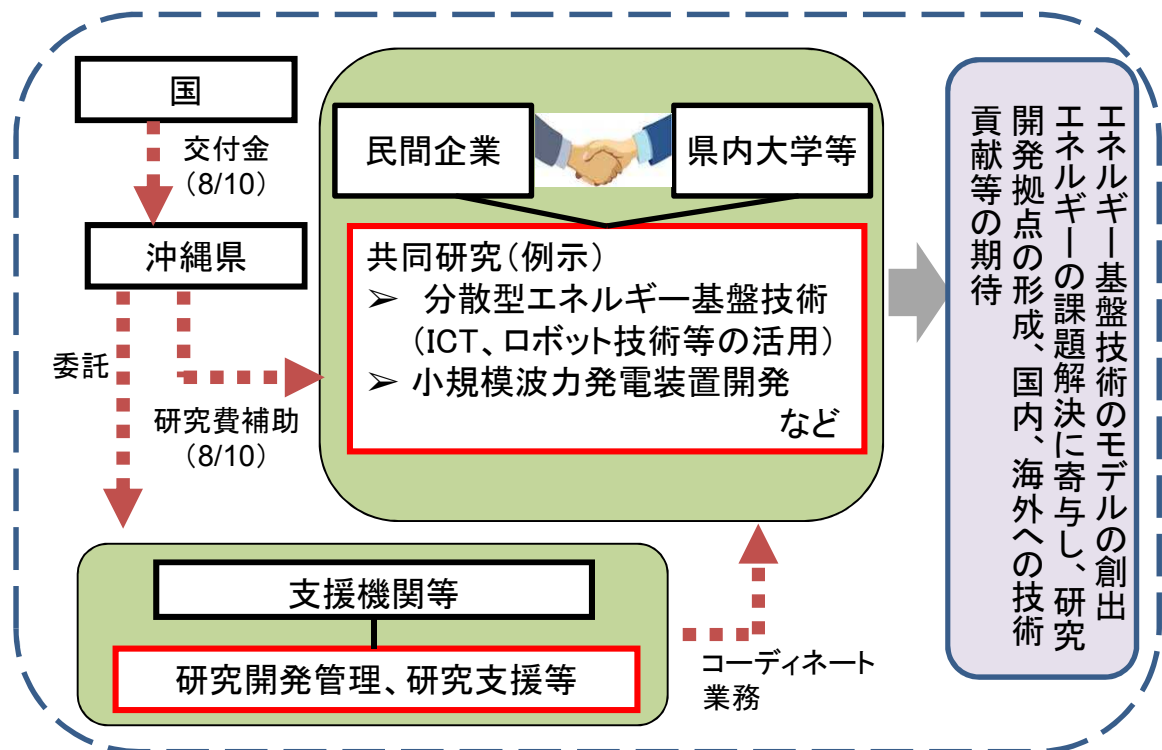 国
交付金
（8/10）
沖縄県
委託
研究費補助
（8/10）
民間企業
県内大学等
共同研究（例示）
➢ 分散型エネルギー基盤技術
（ICT、ロボット技術等の活用）
➢ 小規模波力発電装置開発
など
支援機関等
研究開発管理、研究支援等
コーディネート
業務
エネルギー基盤技術のモデルの創出
エネルギーの課題解決に寄与し、研究
開発拠点の形成、国内、海外への技術
貢献等の期待